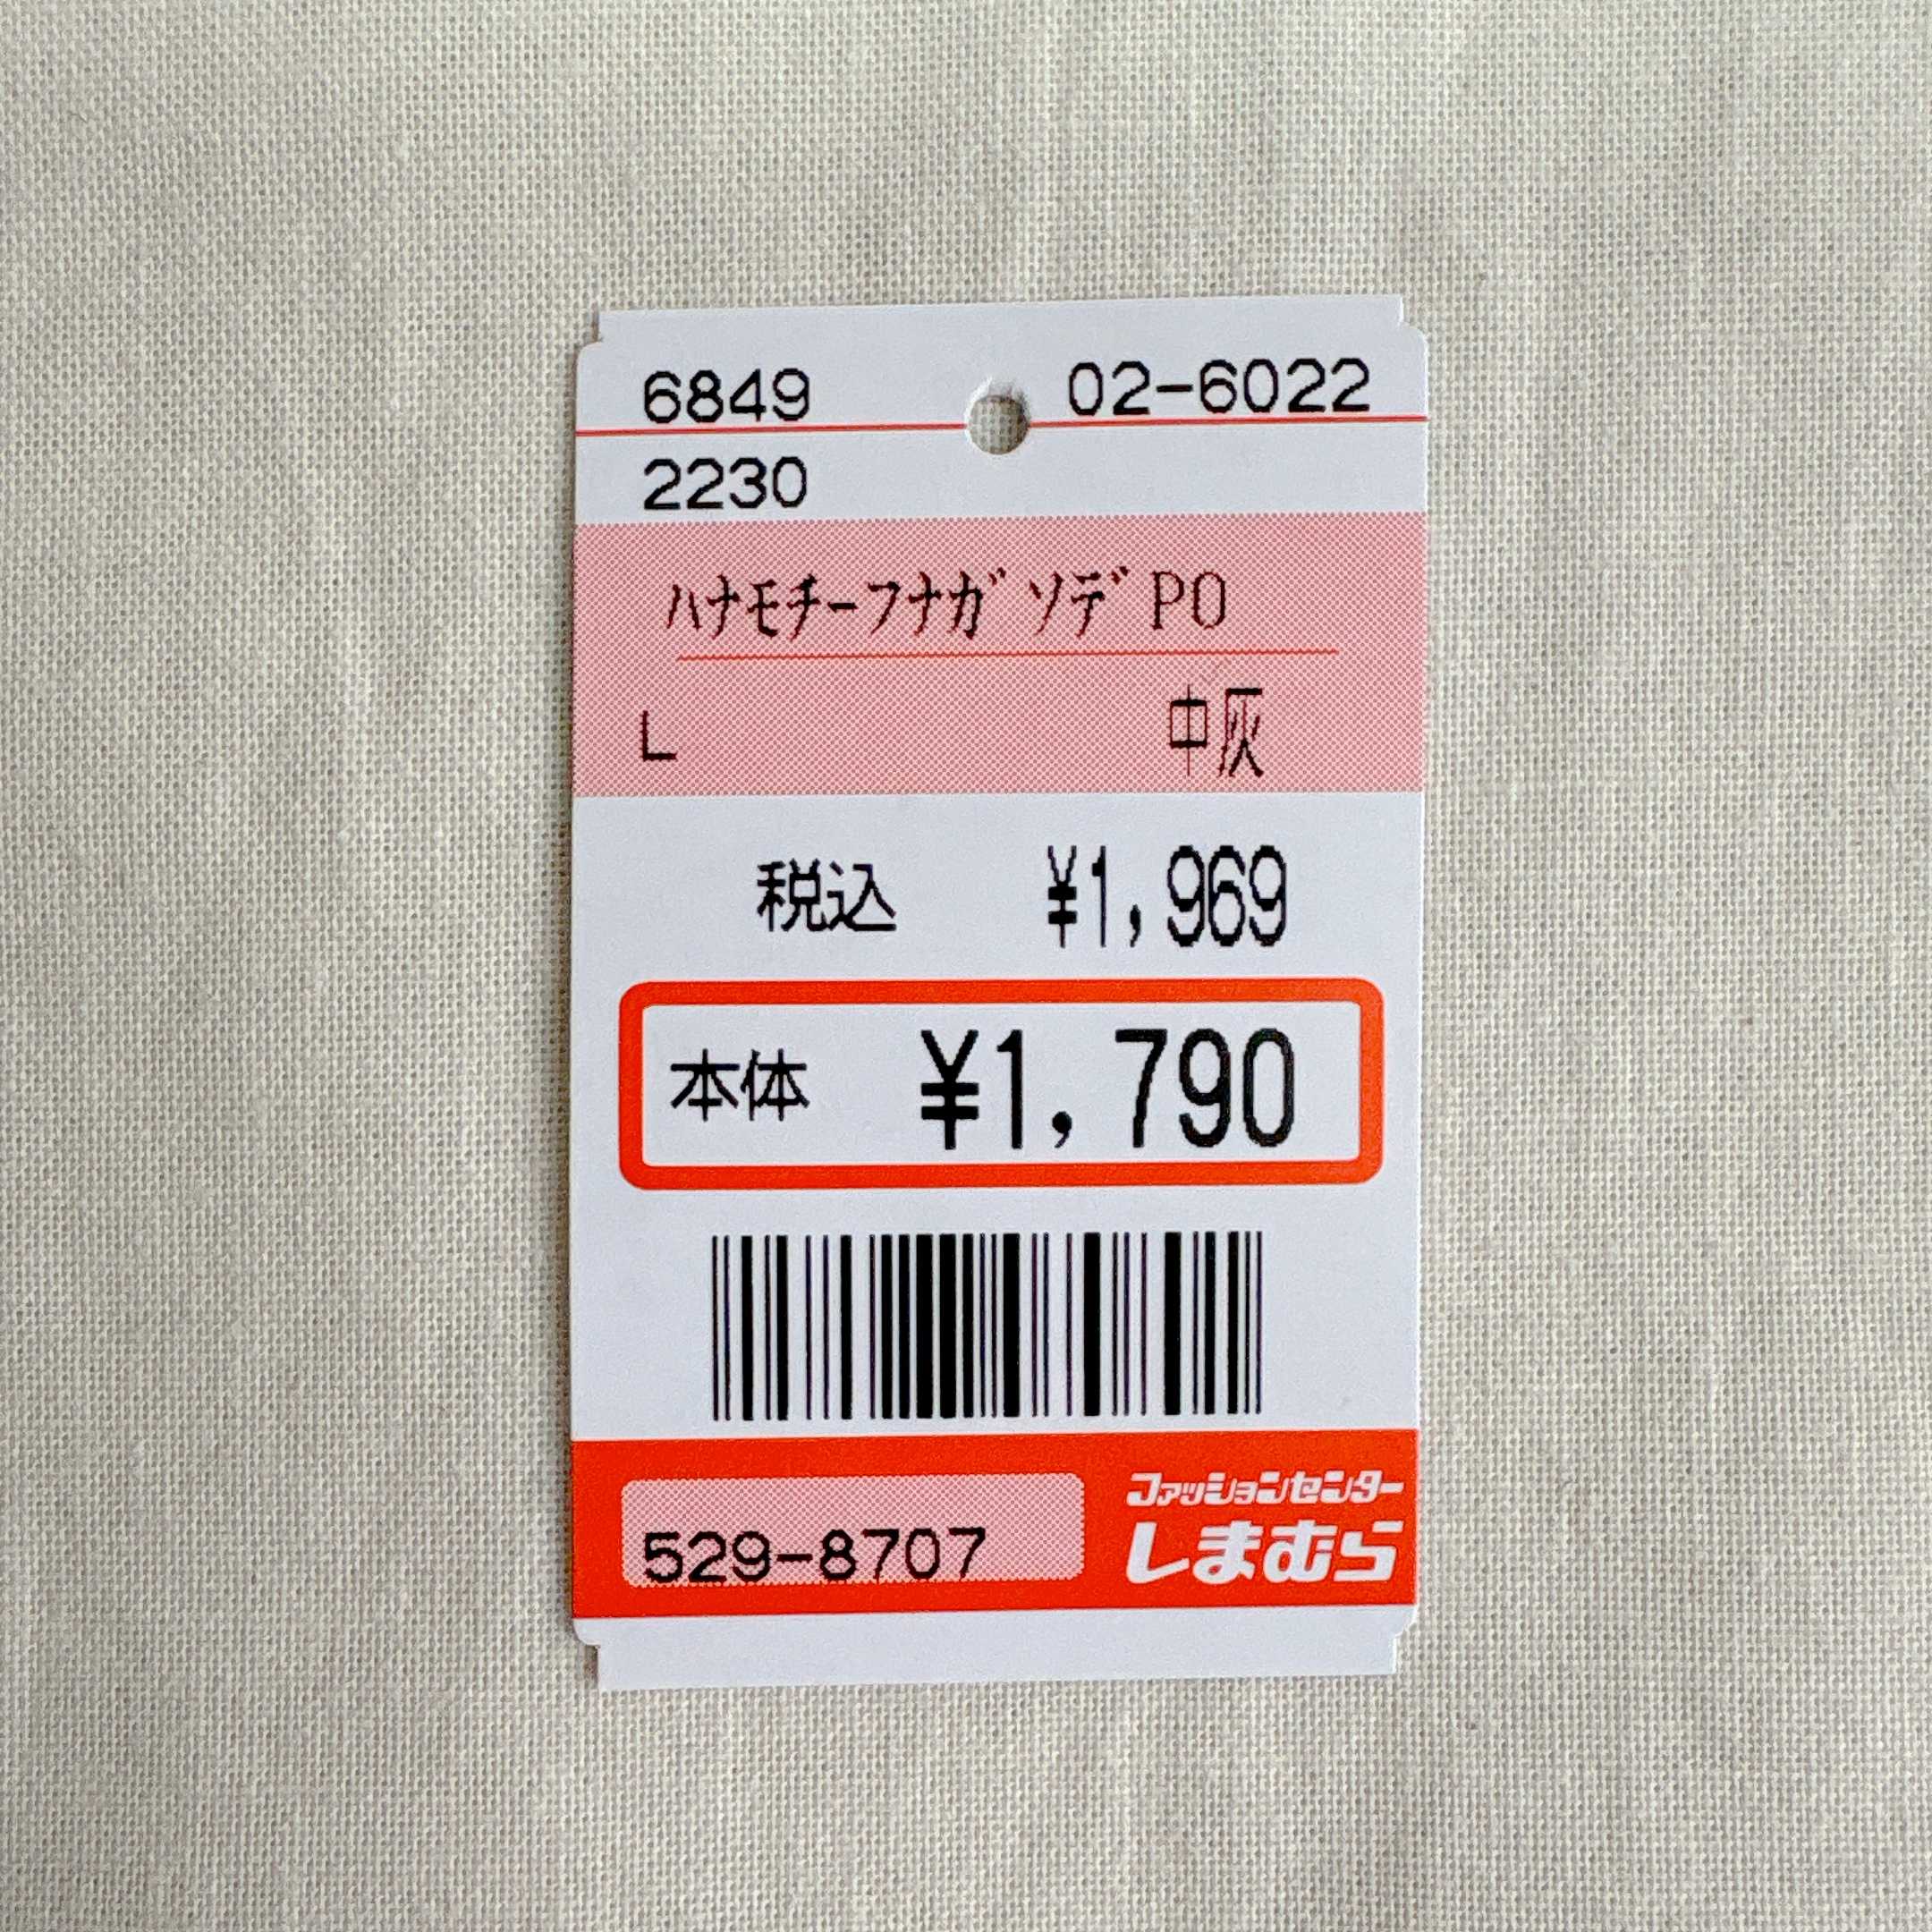 6849 02-6022
2230
ﾊﾅﾓﾁｰﾌﾅｶﾞｿﾃﾞPO
L 中灰
税込 ¥1,969
本体 ¥1,790
ファッションセンター
しまむら
529-8707